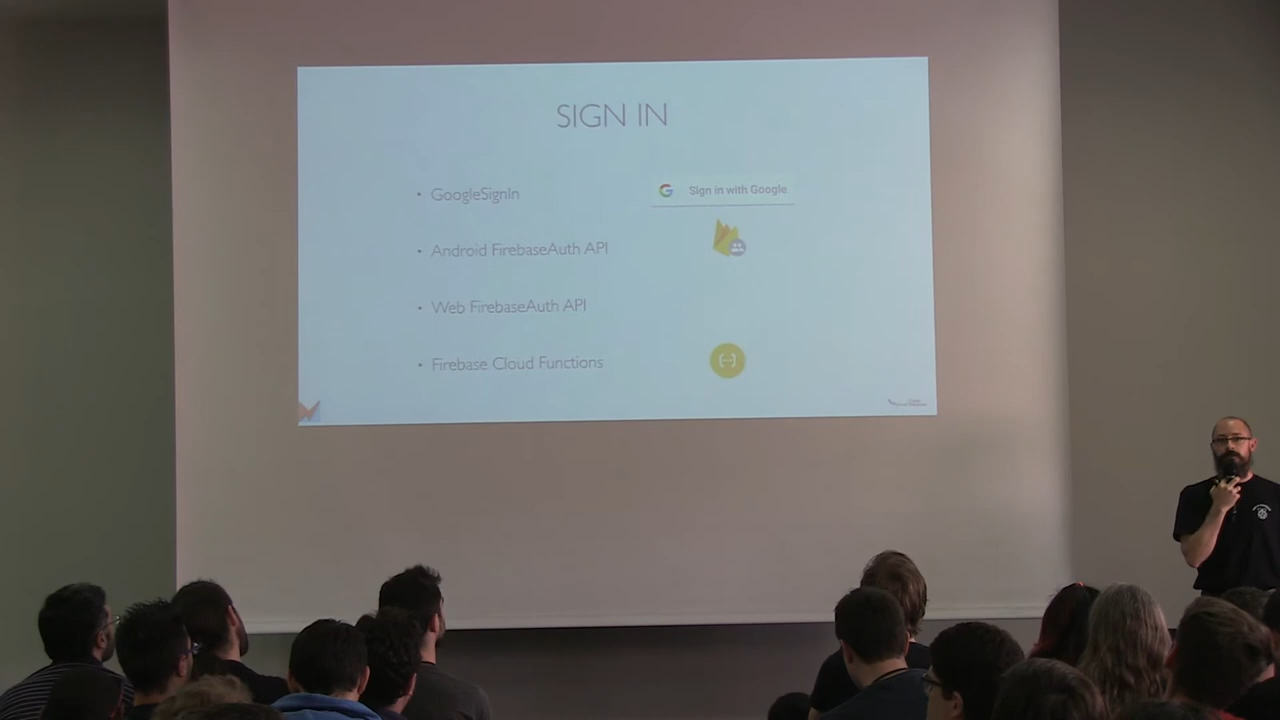 SIGN IN
• GoogleSignIn
Sign in with Google
• Android FirebaseAuth API
• Web FirebaseAuth API
• Firebase Cloud Functions